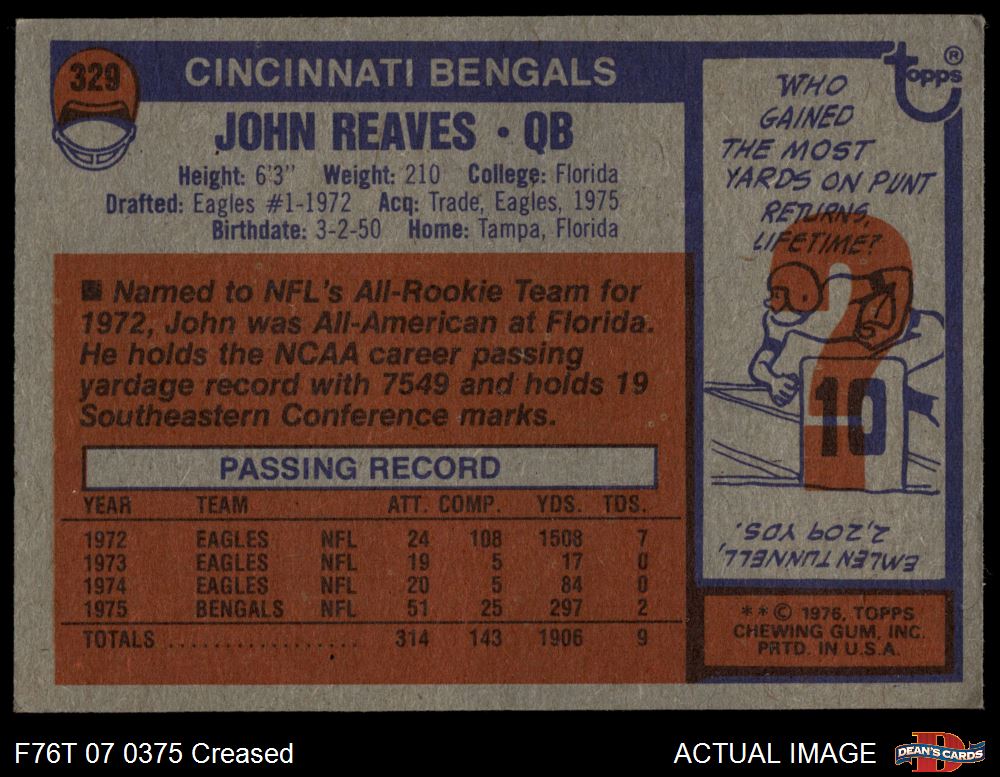 329
CINCINNATI BENGALS
JOHN REAVES • QB
Height: 6'3" Weight: 210 College: Florida
Drafted: Eagles #1-1972 Acq: Trade, Eagles, 1975
Birthdate: 3-2-50 Home: Tampa, Florida
■ Named to NFL's All-Rookie Team for
1972, John was All-American at Florida.
He holds the NCAA career passing
yardage record with 7549 and holds 19
Southeastern Conference marks.
PASSING RECORD
YEAR TEAM ATT. COMP. YDS. TDS.
1972 EAGLES NFL 24 108 1508 7
1973 EAGLES NFL 19 5 17 0
1974 EAGLES NFL 20 5 84 0
1975 BENGALS NFL 51 25 297 2
TOTALS .................. 314 143 1906 9
Topps ®
WHO
GAINED
THE MOST
YARDS ON PUNT
RETURNS,
LIFETIME?
?
10
EMLEN TUNNELL,
2,209 YDS.
* * © 1976, TOPPS
CHEWING GUM, INC.
PRTD. IN U.S.A.
F76T 07 0375 Creased
ACTUAL IMAGE
D
DEAN'S CARDS